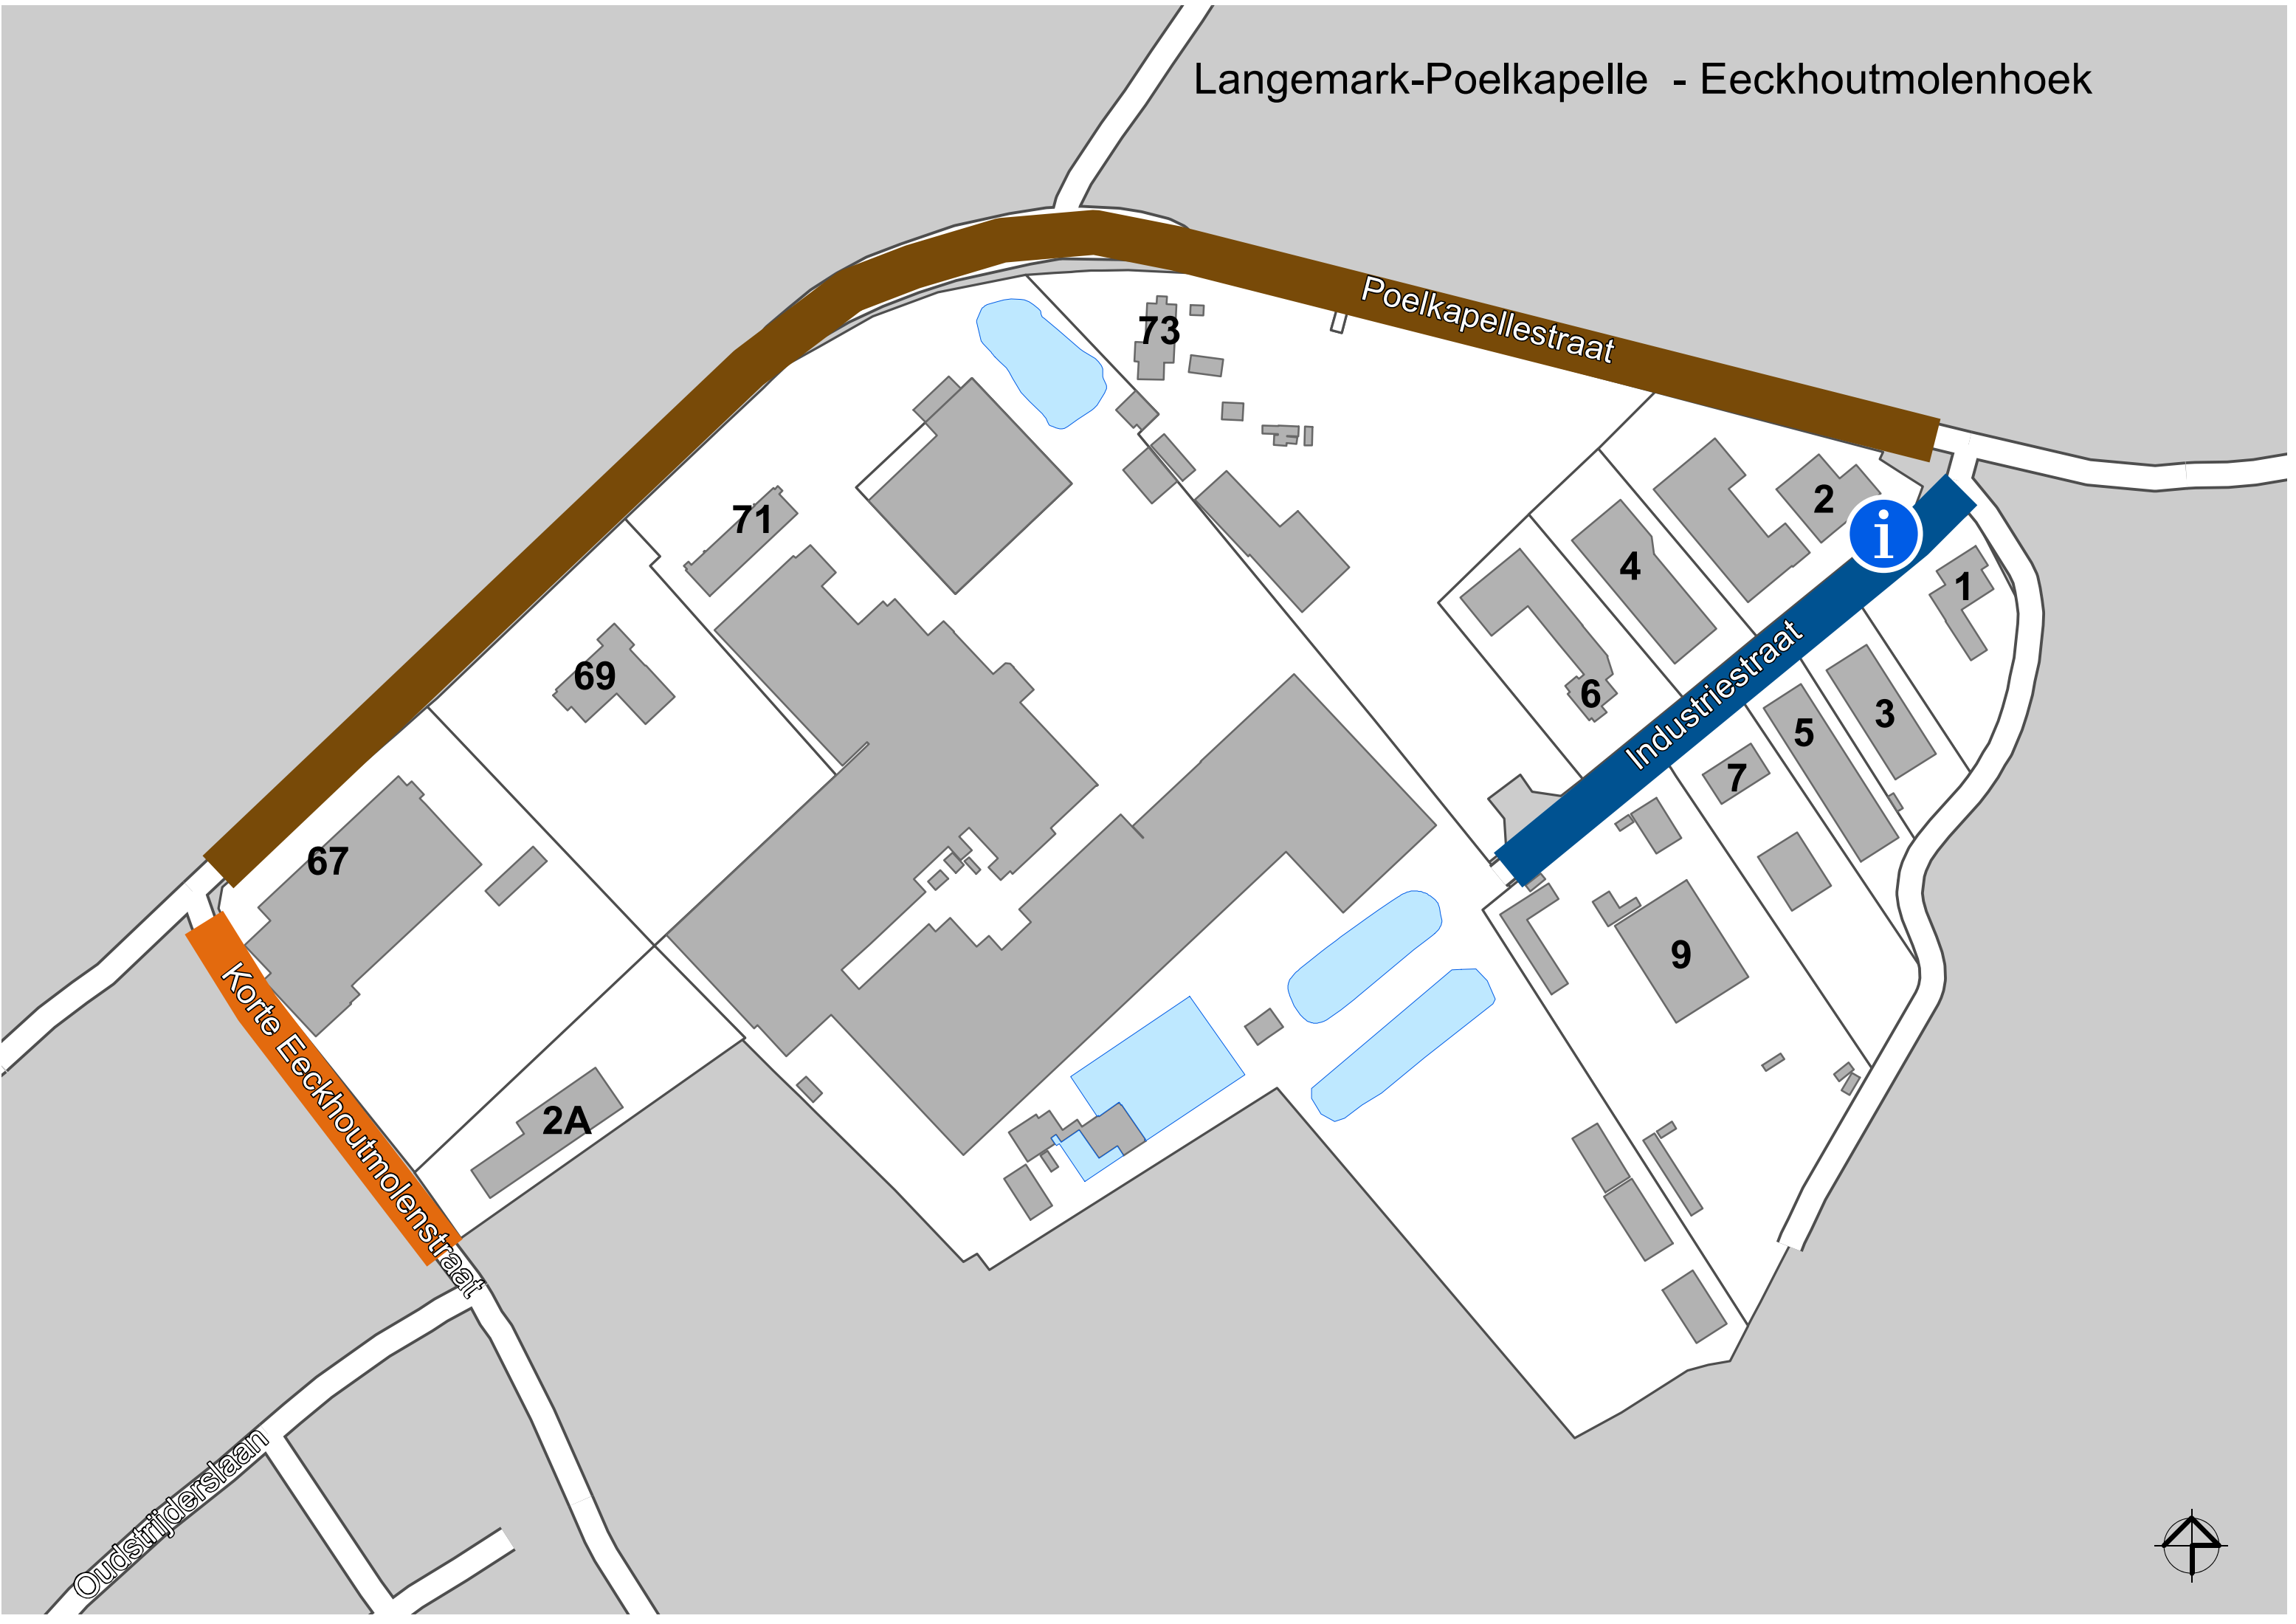 Langemark-Poelkapelle - Eeckhoutmolenhoek
Poelkapellestraat
73
2
i
71
4
1
69
6
Industriestraat
3
5
7
67
9
Korte Eeckhoutmolenstraat
2A
Oudstrijderslaan